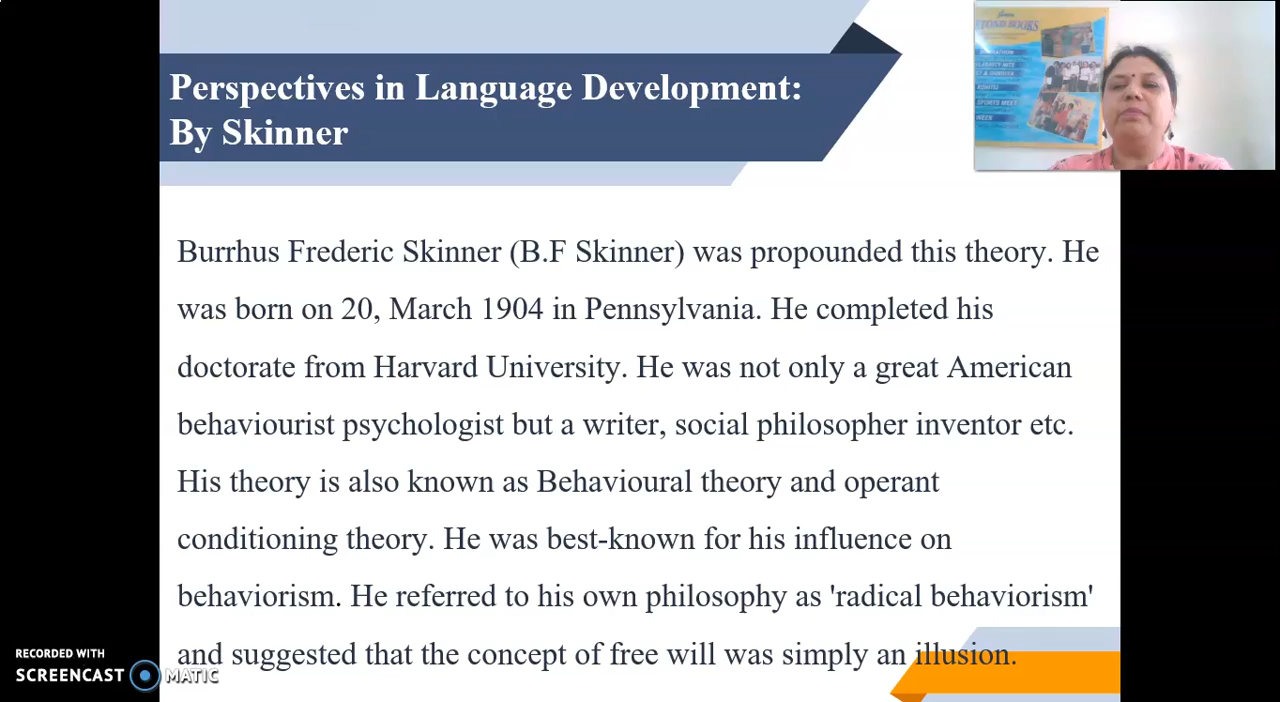 Perspectives in Language Development:
By Skinner
Burrhus Frederic Skinner (B.F Skinner) was propounded this theory. He
was born on 20, March 1904 in Pennsylvania. He completed his
doctorate from Harvard University. He was not only a great American
behaviourist psychologist but a writer, social philosopher inventor etc.
His theory is also known as Behavioural theory and operant
conditioning theory. He was best-known for his influence on
behaviorism. He referred to his own philosophy as 'radical behaviorism'
and suggested that the concept of free will was simply an illusion.
BOOKS
SPORTS MEET
WEEK
RECORDED WITH
SCREENCAST MATIC